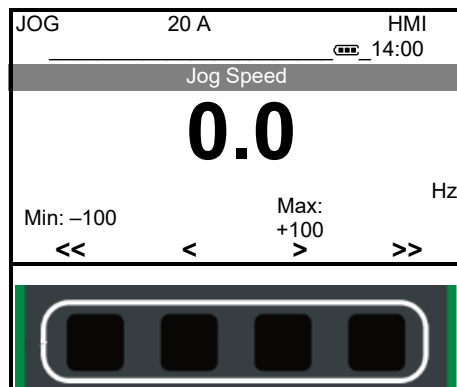 JOG 20 A HMI
14:00
Jog Speed
0.0
Hz
Min: –100 Max:
+100
<< < > >>